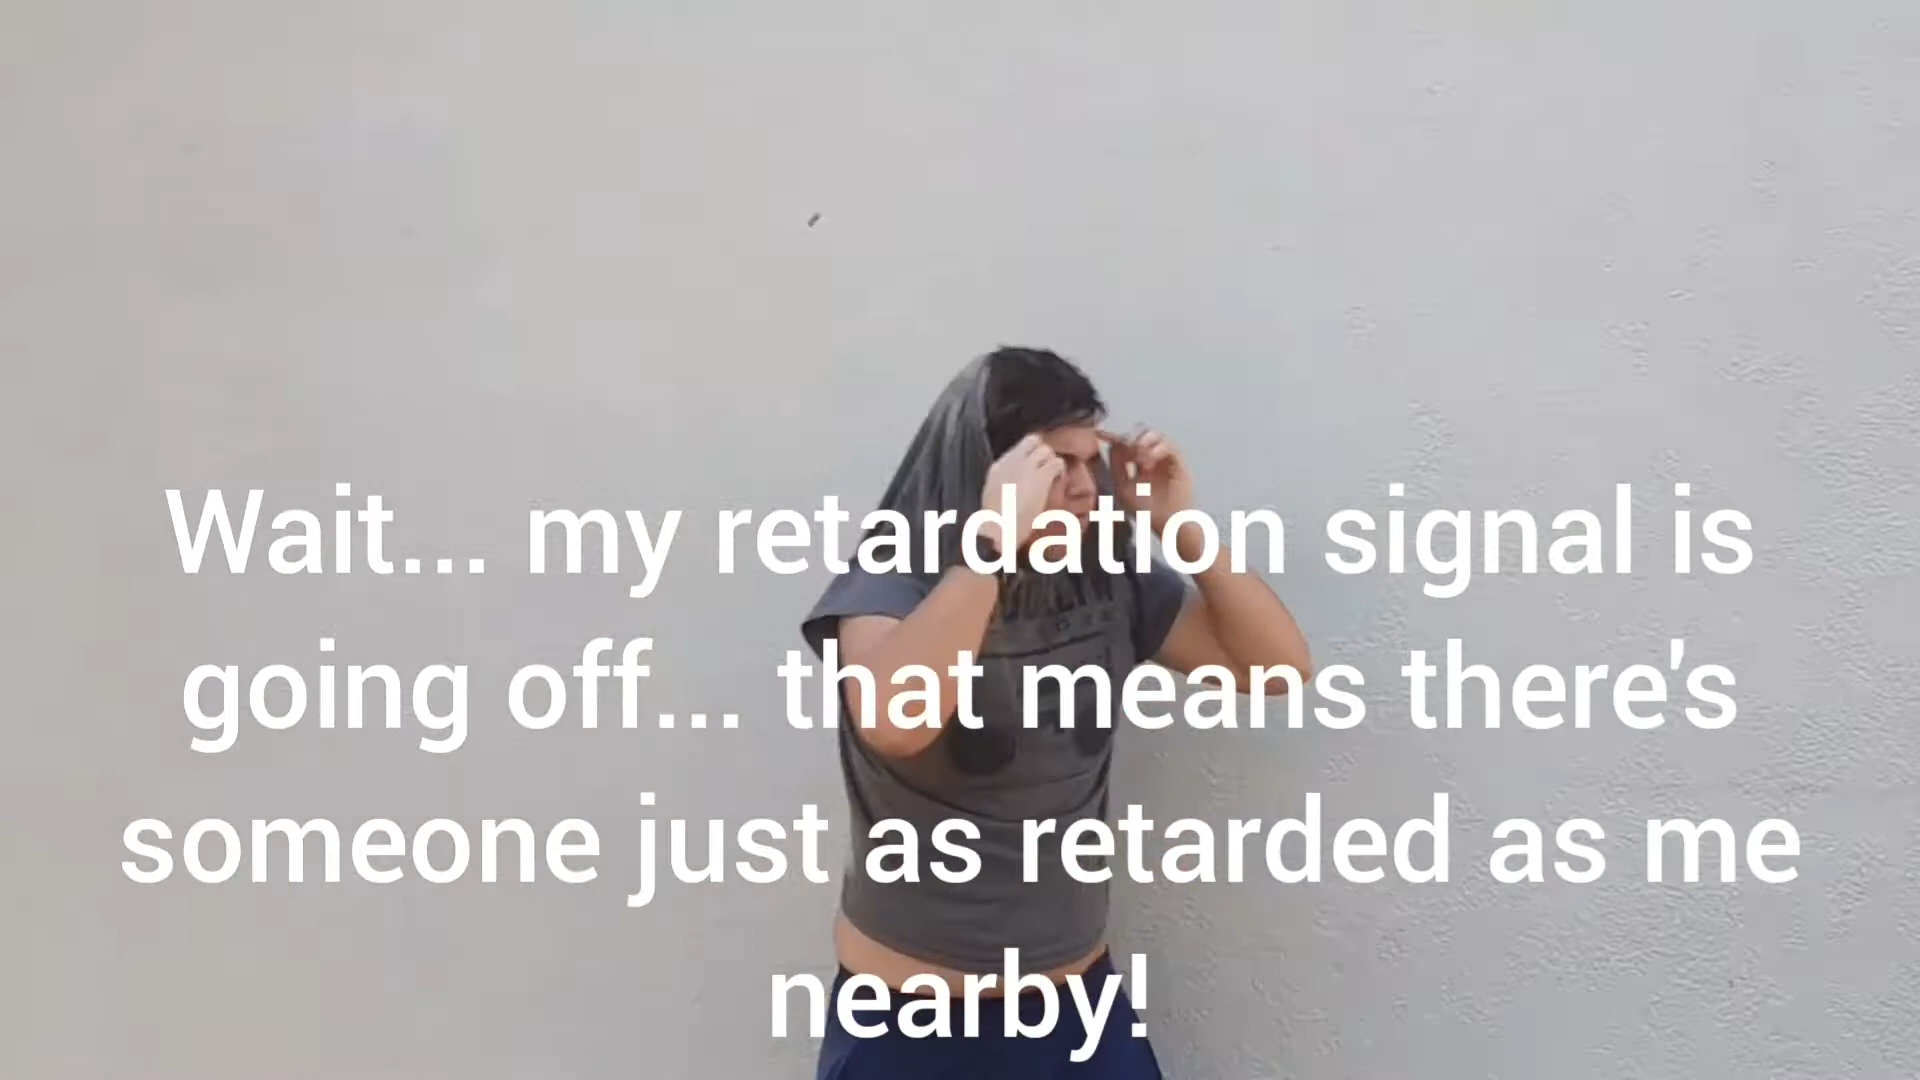 Wait... my retardation signal is
going off... that means there's
someone just as retarded as me
nearby!